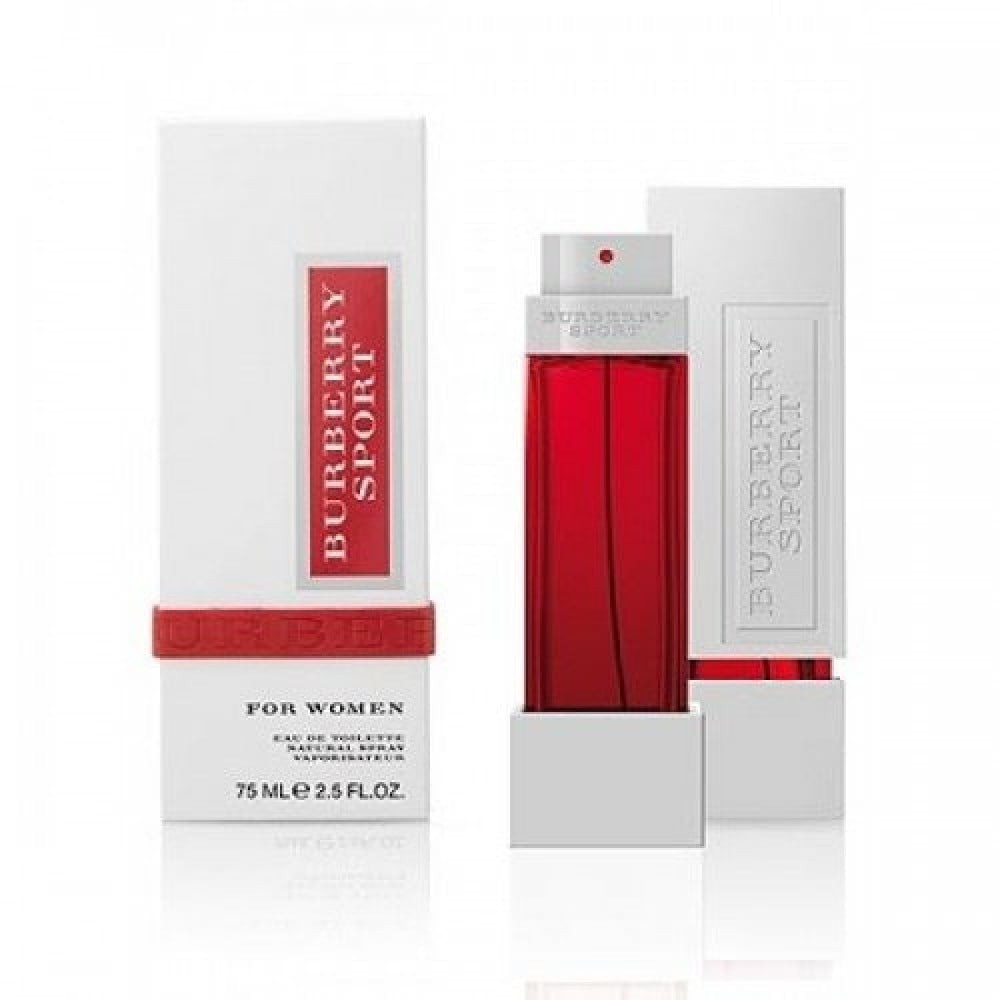 BURBERRY
SPORT
URBER
FOR WOMEN
EAU DE TOILETTE
NATURAL SPRAY
VAPORISATEUR
75 ML e 2.5 FL.OZ.
BURBERRY
SPORT
BURBERRY
SPORT